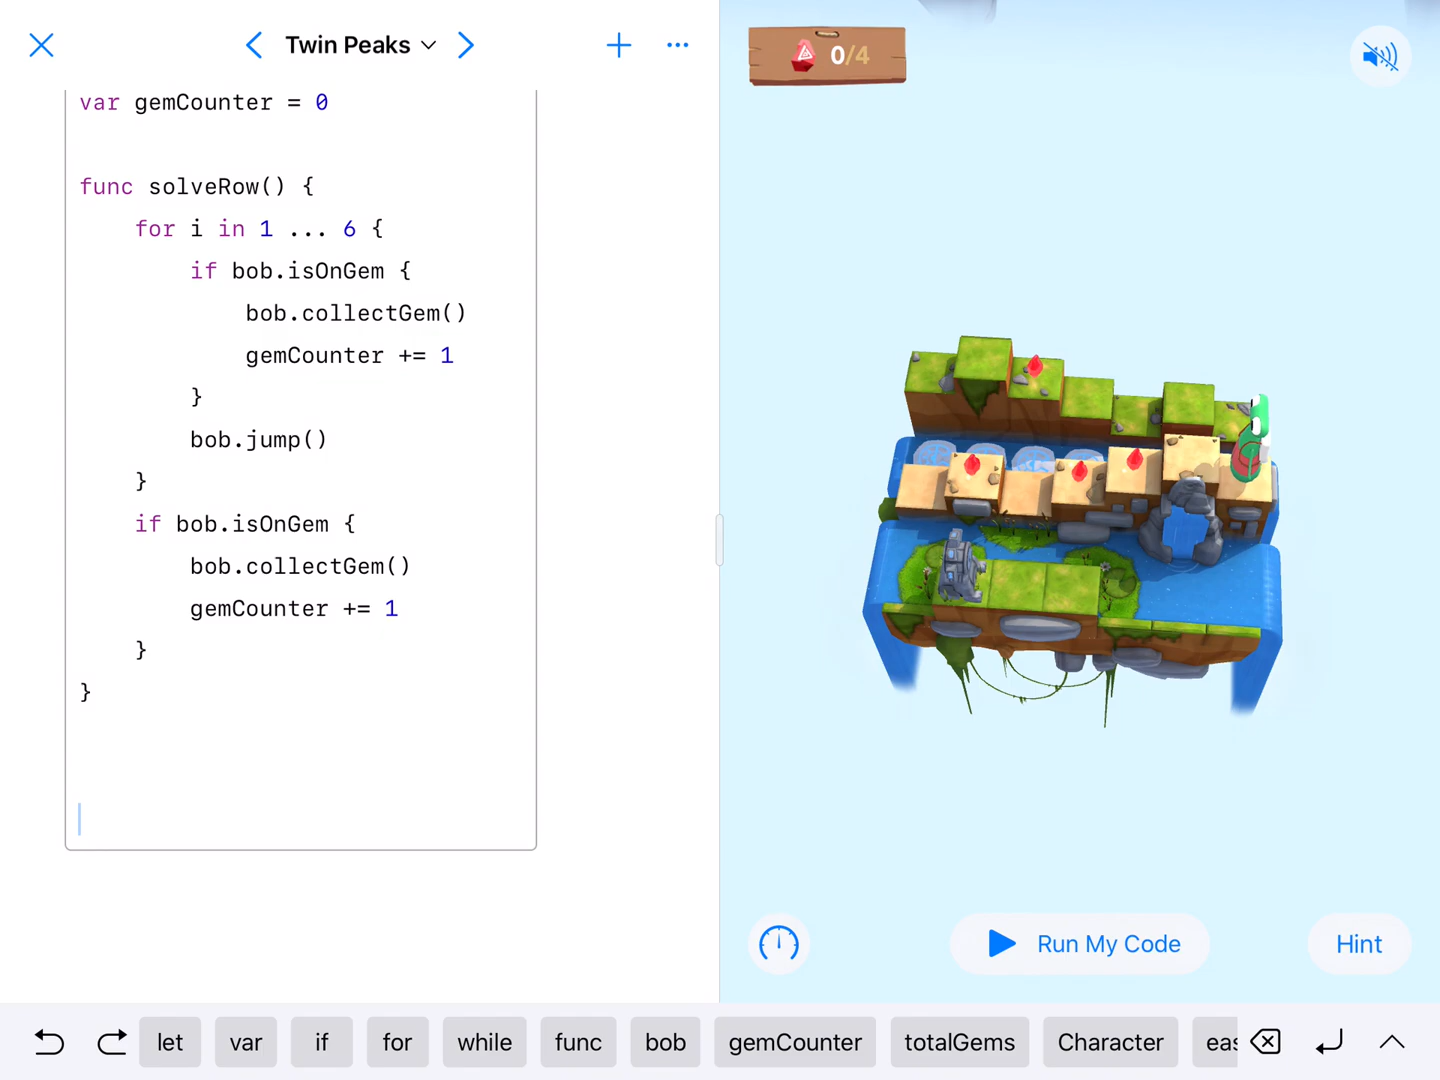 Twin Peaks
var gemCounter = 0
func solveRow() {
for i in 1 ... 6 {
if bob.isOnGem {
bob.collectGem()
gemCounter += 1
}
bob.jump()
}
if bob.isOnGem {
bob.collectGem()
gemCounter += 1
}
}
0/4
Run My Code
Hint
let var if for while func bob gemCounter totalGems Character eas